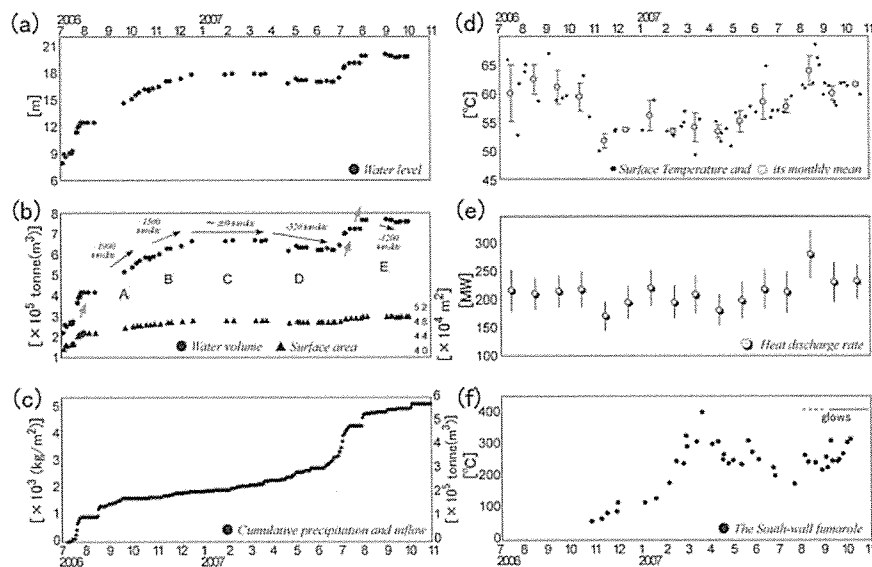 (a)
2006 2007
7 8 9 10 11 12 1 2 3 4 5 6 7 8 9 10 11
21
18
15
12
9
6
[m]
Water level
(b)
8
7
6
5
4
3
2
1
[×10⁵ tonne(m³)]
A B C D E
5.2
4.8
4.4
4.0
[×10⁴ m²]
Water volume Surface area
(c)
5
4
3
2
1
0
[×10³ (kg/m²)]
6
5
4
3
2
1
0
[×10⁵ tonne(m³)]
Cumulative precipitation and inflow
7 8 9 10 11 12 1 2 3 4 5 6 7 8 9 10 11
2006 2007
(d)
2006 2007
7 8 9 10 11 12 1 2 3 4 5 6 7 8 9 10 11
65
60
55
50
45
[°C]
Surface Temperature and its monthly mean
(e)
300
250
200
150
100
[MW]
Heat discharge rate
(f)
400
300
200
100
0
[°C]
glows
The South-wall fumarole
7 8 9 10 11 12 1 2 3 4 5 6 7 8 9 10 11
2006 2007